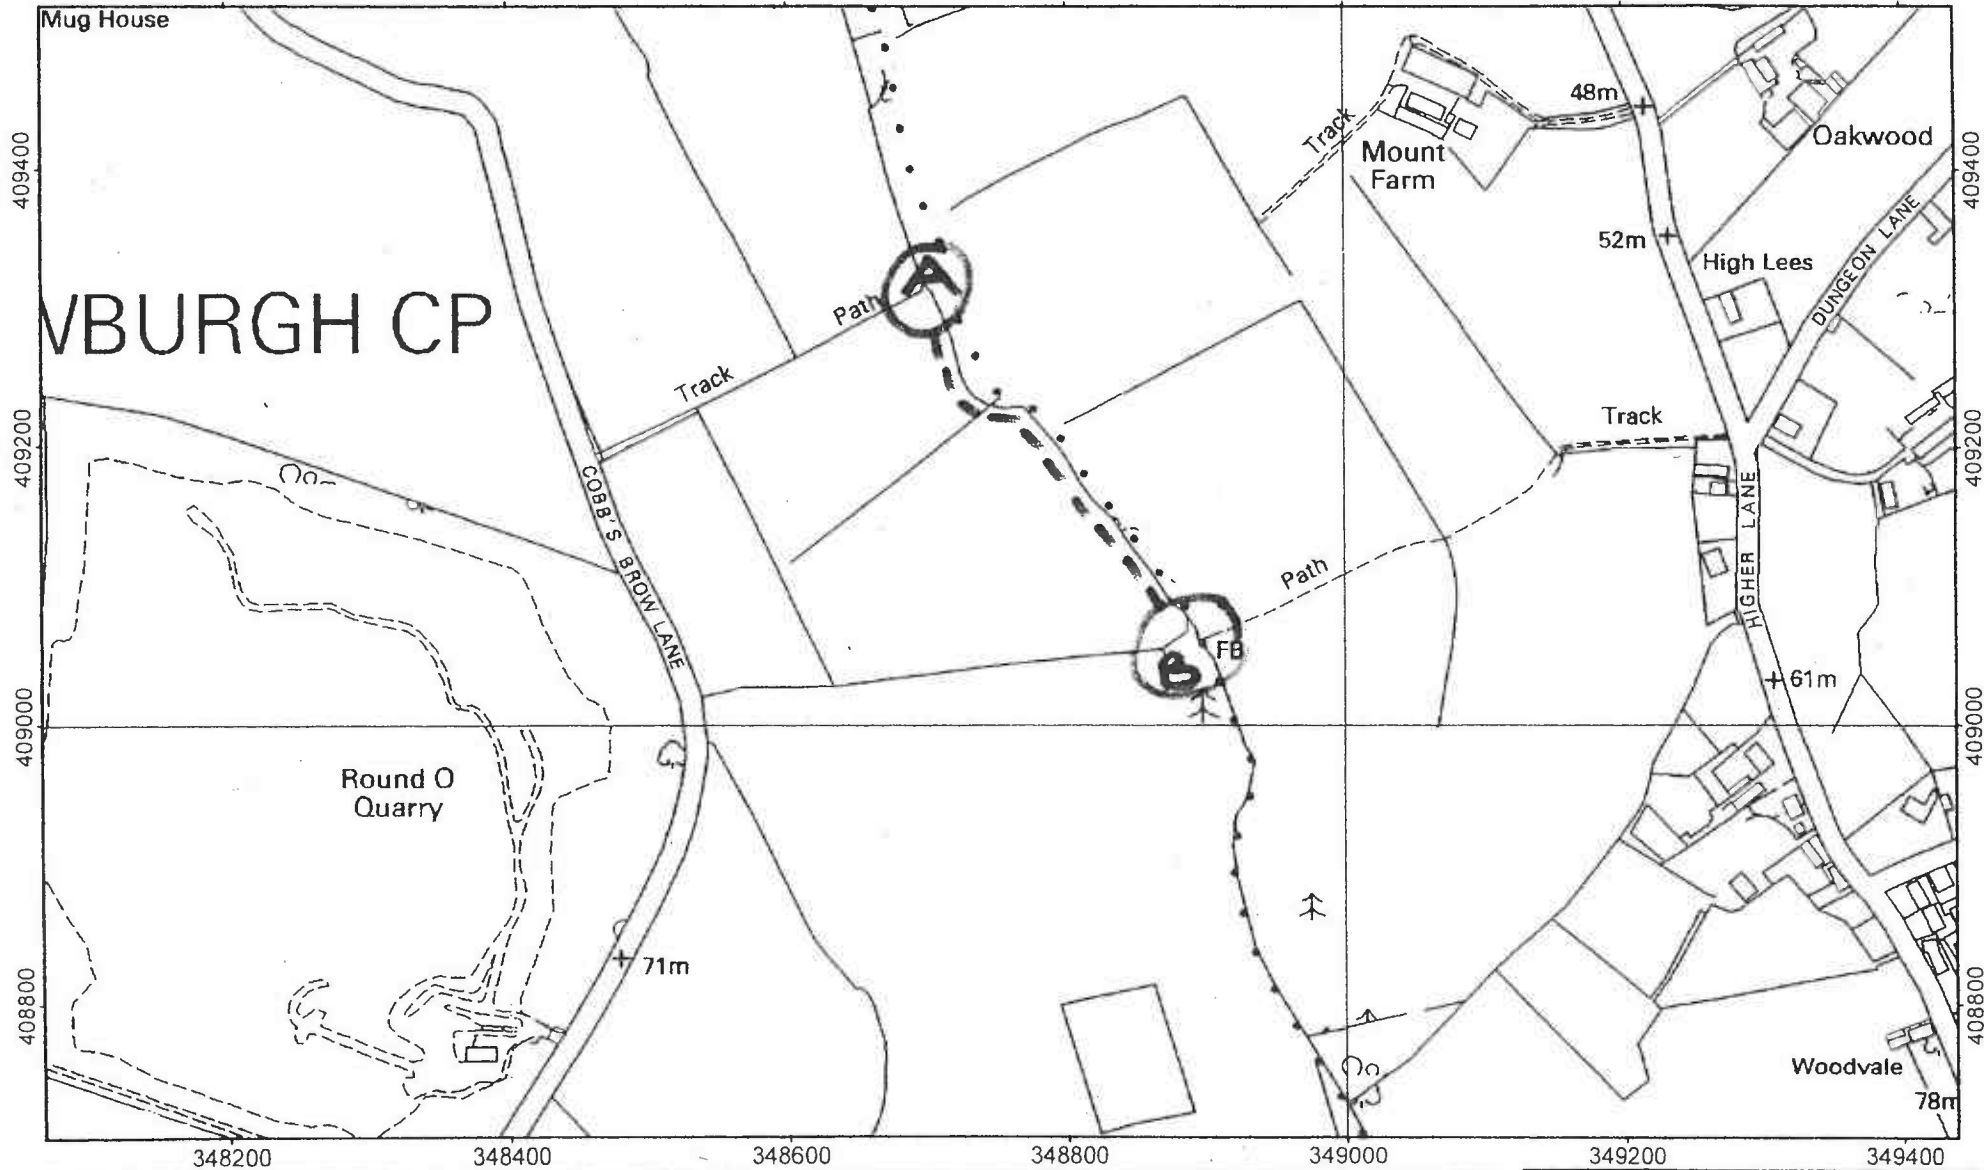 Mug House
48m
Oakwood
Track
Mount
Farm
409400
409400
52m
High Lees
DUNGEON LANE
A
Path
VBURGH CP
Track
Track
409200
409200
COBB'S BROW LANE
HIGHER LANE
Path
FB
61m
409000
409000
Round O
Quarry
71m
408800
408800
Woodvale
78m
348200
348400
348600
348800
349000
349200
349400